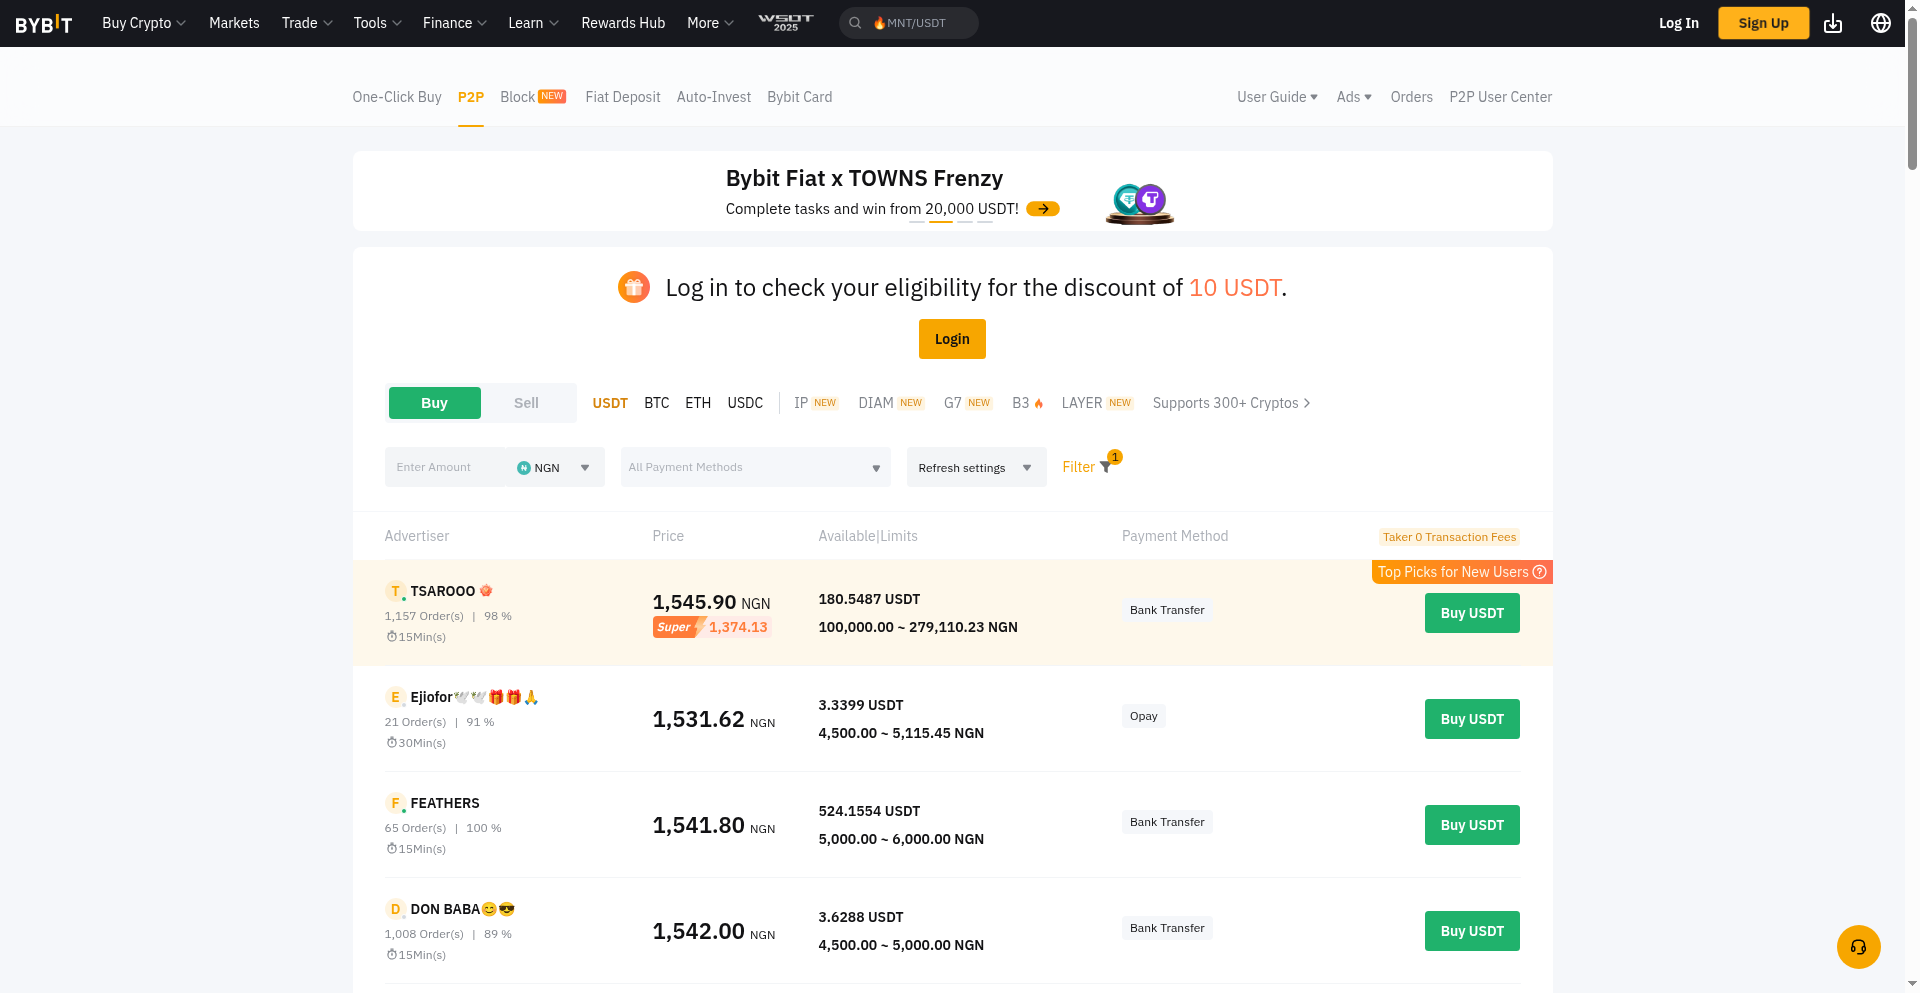 BYBIT Buy Crypto Markets Trade Tools Finance Learn Rewards Hub More WSOT 2025 🔥MNT/USDT Log In Sign Up
One-Click Buy P2P Block NEW Fiat Deposit Auto-Invest Bybit Card User Guide Ads Orders P2P User Center
Bybit Fiat x TOWNS Frenzy
Complete tasks and win from 20,000 USDT!
Log in to check your eligibility for the discount of 10 USDT.
Login
Buy Sell USDT BTC ETH USDC IP NEW DIAM NEW G7 NEW B3 LAYER NEW Supports 300+ Cryptos
Enter Amount NGN All Payment Methods Refresh settings Filter 1
Advertiser Price Available|Limits Payment Method Taker 0 Transaction Fees
Top Picks for New Users
T TSAROOO
1,157 Order(s) | 98 %
15Min(s)
1,545.90 NGN
Super 1,374.13
180.5487 USDT
100,000.00 ~ 279,110.23 NGN
Bank Transfer
Buy USDT
E Ejiofor🕊️🕊️🎁🎁🙏
21 Order(s) | 91 %
30Min(s)
1,531.62 NGN
3.3399 USDT
4,500.00 ~ 5,115.45 NGN
Opay
Buy USDT
F FEATHERS
65 Order(s) | 100 %
15Min(s)
1,541.80 NGN
524.1554 USDT
5,000.00 ~ 6,000.00 NGN
Bank Transfer
Buy USDT
D DON BABA😊😎
1,008 Order(s) | 89 %
15Min(s)
1,542.00 NGN
3.6288 USDT
4,500.00 ~ 5,000.00 NGN
Bank Transfer
Buy USDT